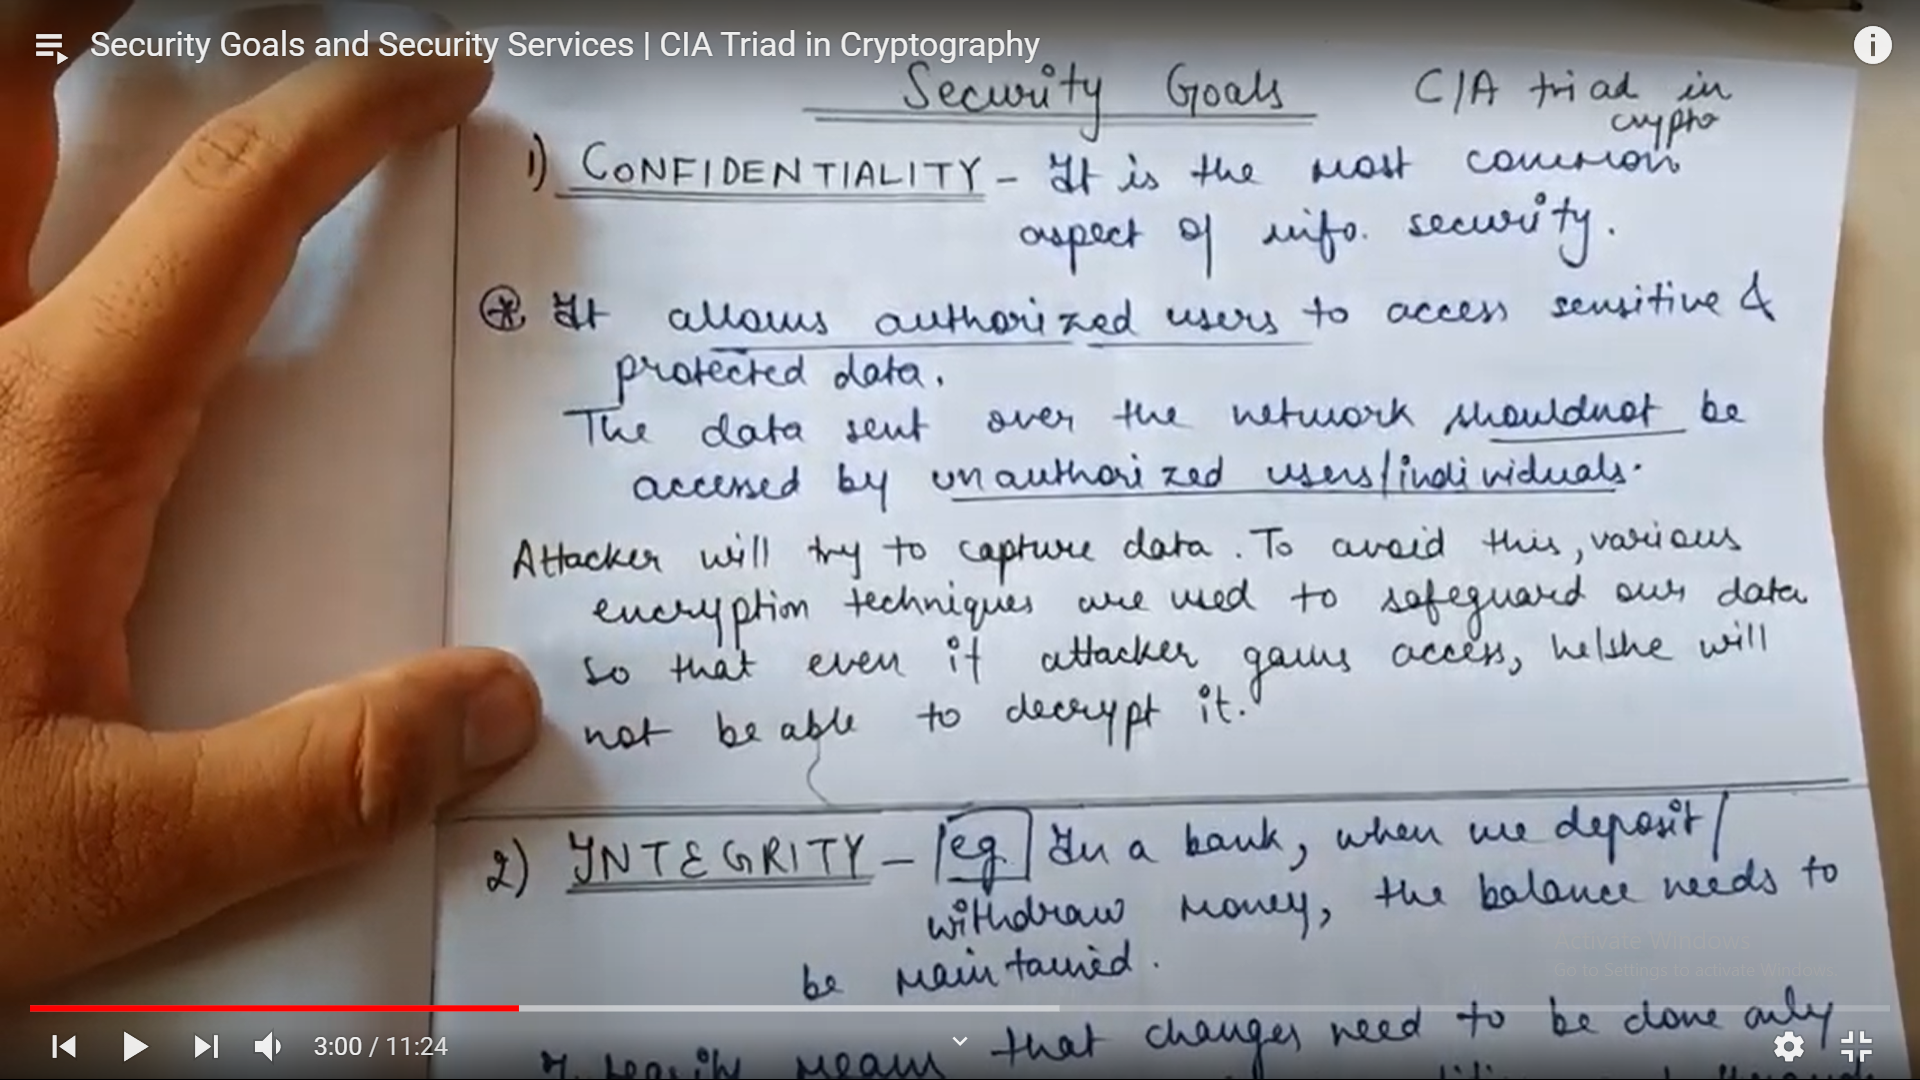 Security Goals and Security Services | CIA Triad in Cryptography
Security Goals CIA triad in
crypto
1) CONFIDENTIALITY - It is the most common
aspect of info. security.
* It allows authorized users to access sensitive &
protected data.
The data sent over the network shouldnot be
accessed by unauthorized users/individuals.
Attacker will try to capture data. To avoid this, various
encryption techniques are used to safeguard our data
so that even if attacker gains access, he/she will
not be able to decrypt it.
2) INTEGRITY - eg In a bank, when we deposit/
withdraw money, the balance needs to
be maintained.
Activate Windows
Go to Settings to activate Windows.
means that changes need to be done only
3:00 / 11:24